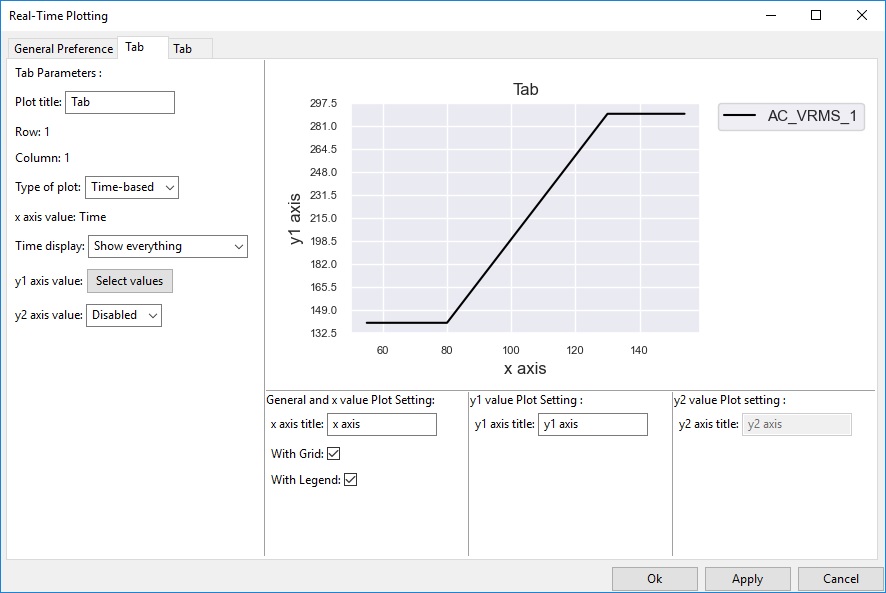 Real-Time Plotting
General Preference Tab Tab
Tab Parameters :
Plot title: Tab
Row: 1
Column: 1
Type of plot: Time-based
x axis value: Time
Time display: Show everything
y1 axis value: Select values
y2 axis value: Disabled
Tab
297.5
281.0
264.5
248.0
231.5
215.0
198.5
182.0
165.5
149.0
132.5
y1 axis
60 80 100 120 140
x axis
AC_VRMS_1
General and x value Plot Setting:
x axis title: x axis
With Grid:
With Legend:
y1 value Plot Setting :
y1 axis title: y1 axis
y2 value Plot setting :
y2 axis title: y2 axis
Ok Apply Cancel